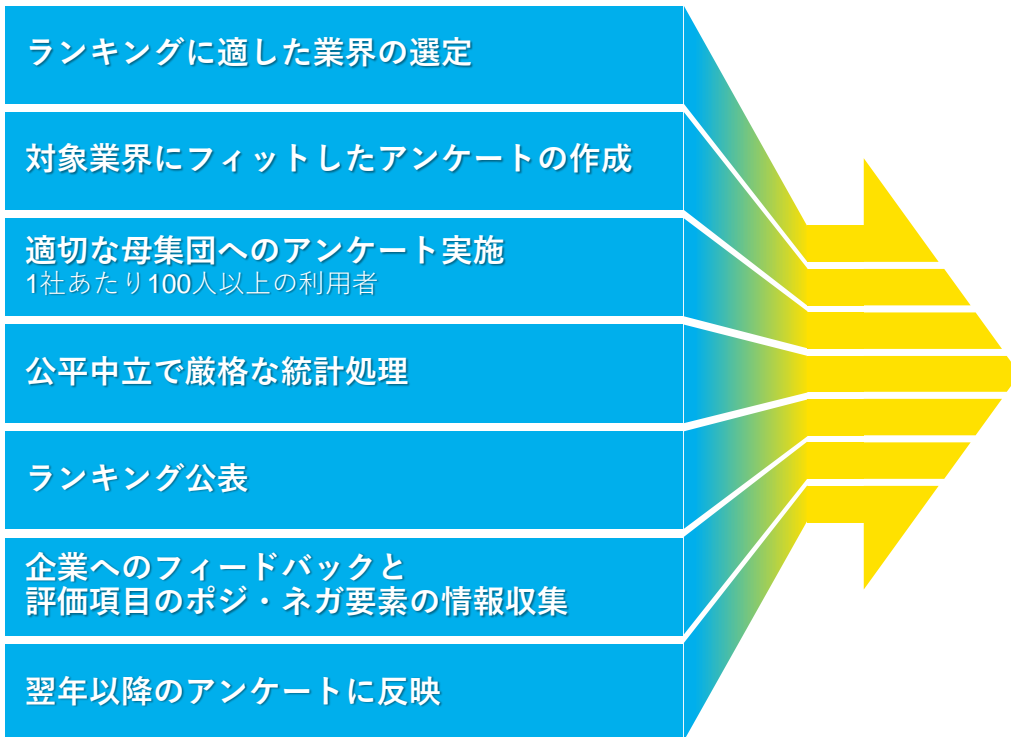 ランキングに適した業界の選定
対象業界にフィットしたアンケートの作成
適切な母集団へのアンケート実施
1社あたり100人以上の利用者
公平中立で厳格な統計処理
ランキング公表
企業へのフィードバックと
評価項目のポジ・ネガ要素の情報収集
翌年以降のアンケートに反映